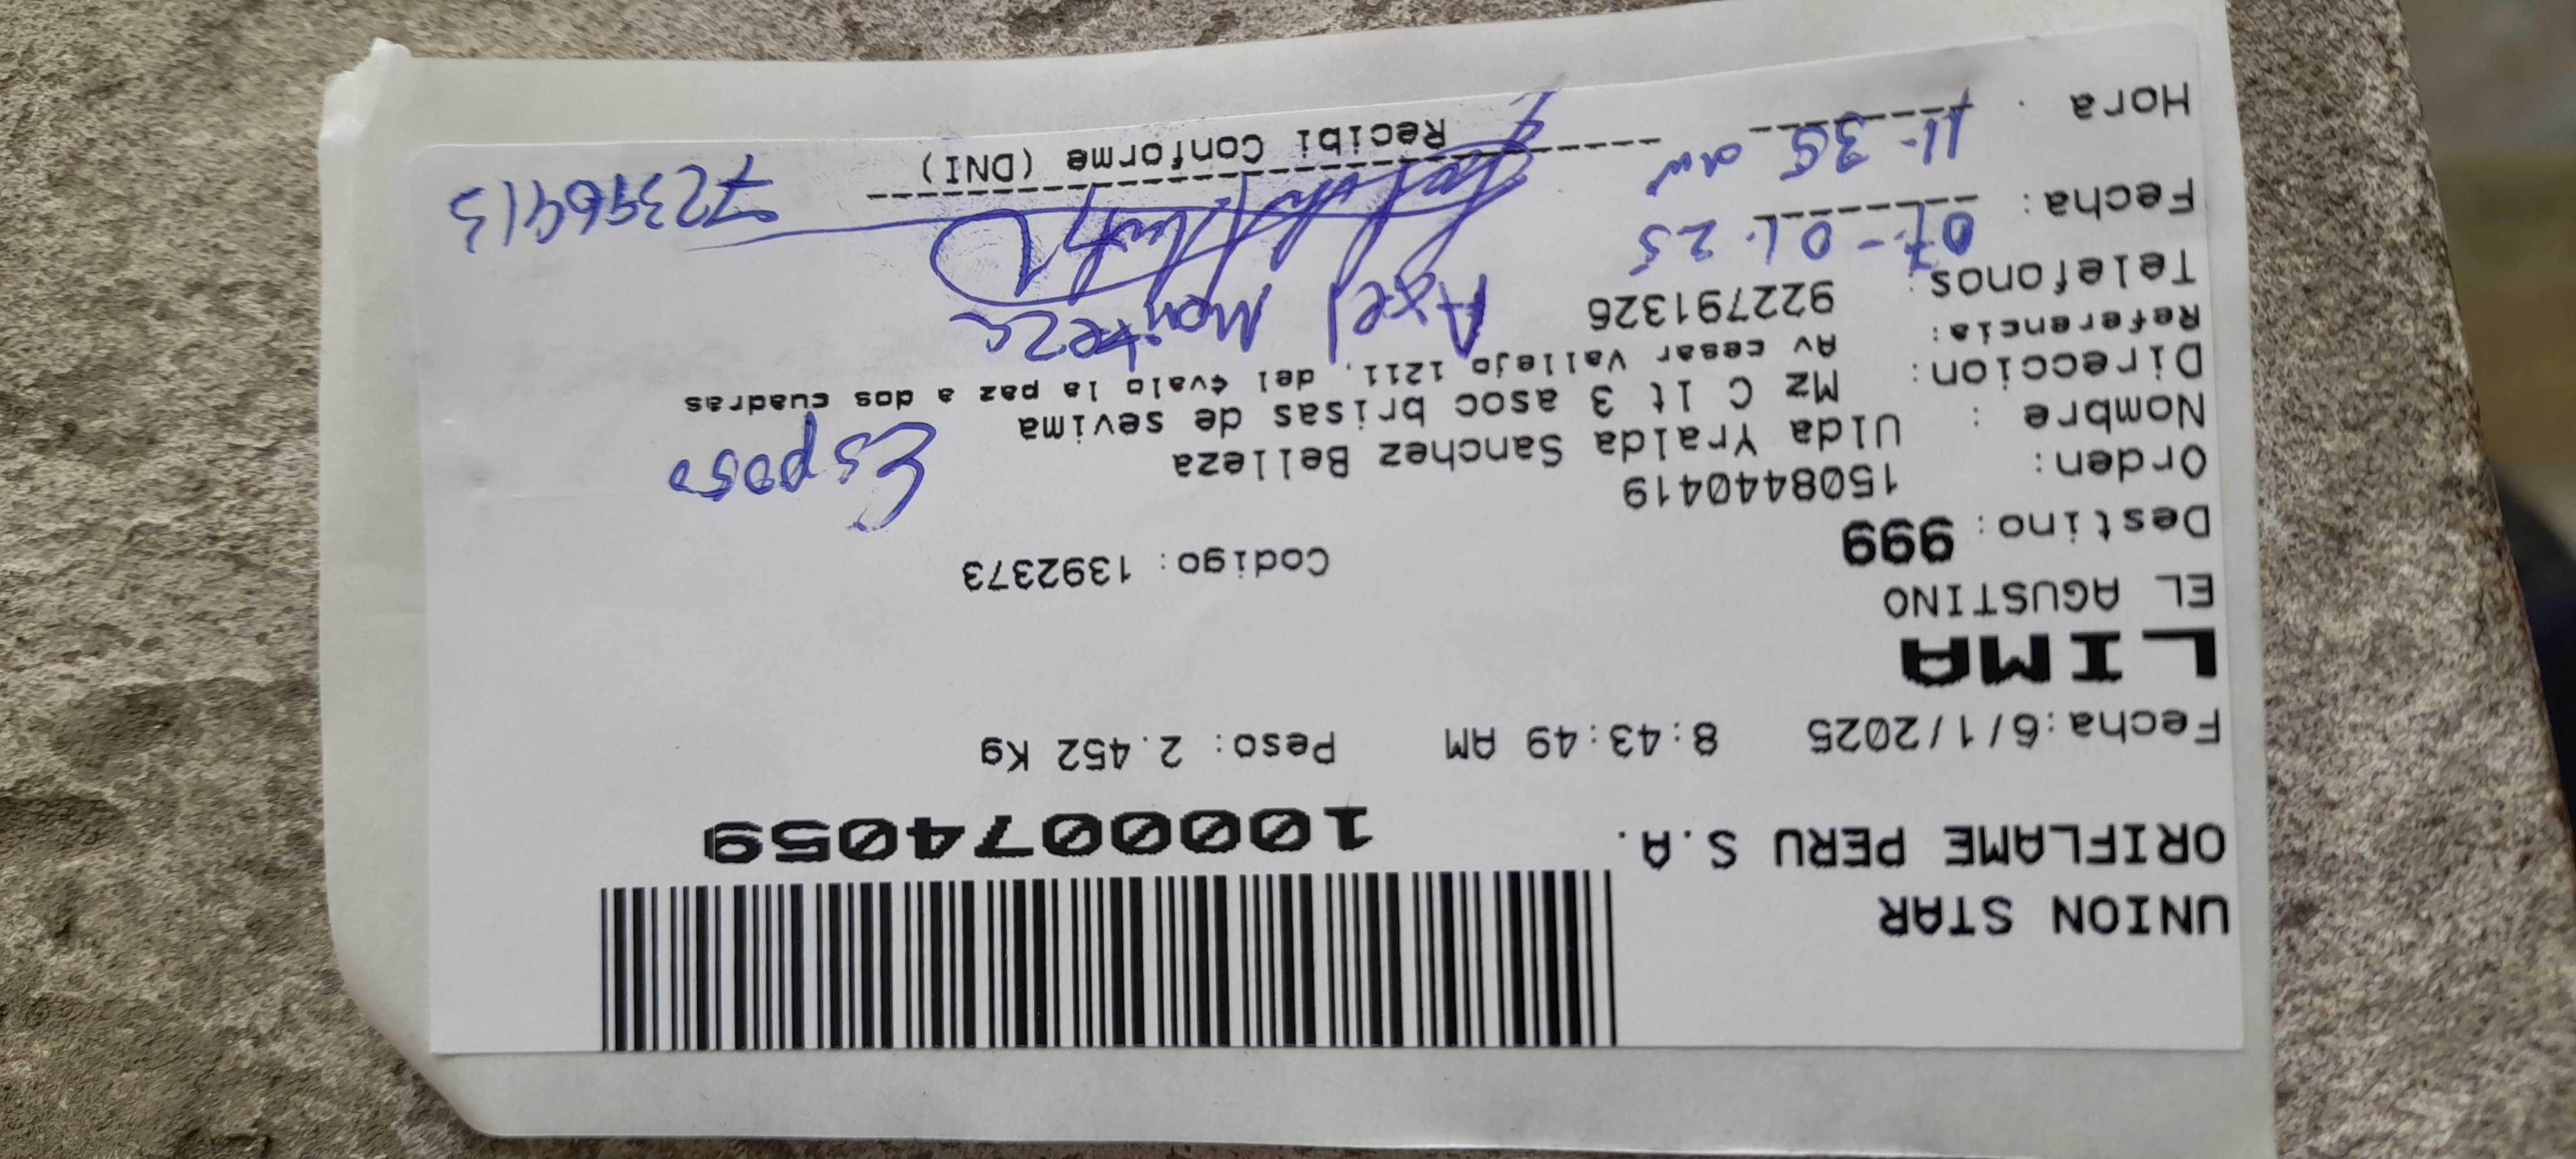 UNION STAR
ORIFLAME PERU S.A.
1000074059
Fecha:6/1/2025 8:43:49 AM Peso: 2.452 Kg
LIMA
EL AGUSTINO
Destino: 999 Codigo: 1392373
Orden: 1508440419
Nombre : Ulda Yralda Sanchez Belleza
Esposo
Direccion: Mz C lt 3 asoc brisas de sevima
Referencia: Av cesar Vallejo 1211, del óvalo la paz a dos cuadras
Telefonos: 922791326
Axel Monteza
Fecha: 07-01-25
Hora : 11:35 am
72396413
Recibi Conforme (DNI)